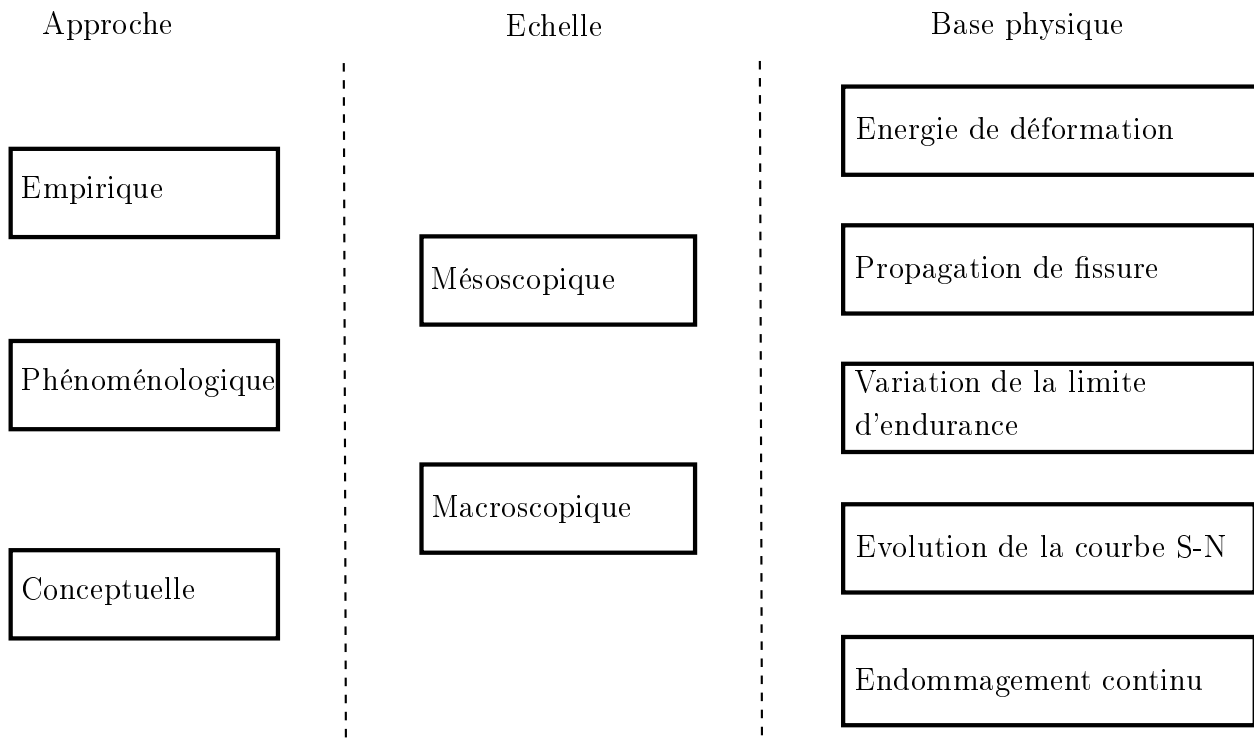 Approche
Empirique
Phénoménologique
Conceptuelle
Echelle
Mésoscopique
Macroscopique
Base physique
Energie de déformation
Propagation de fissure
Variation de la limite
d'endurance
Evolution de la courbe S-N
Endommagement continu